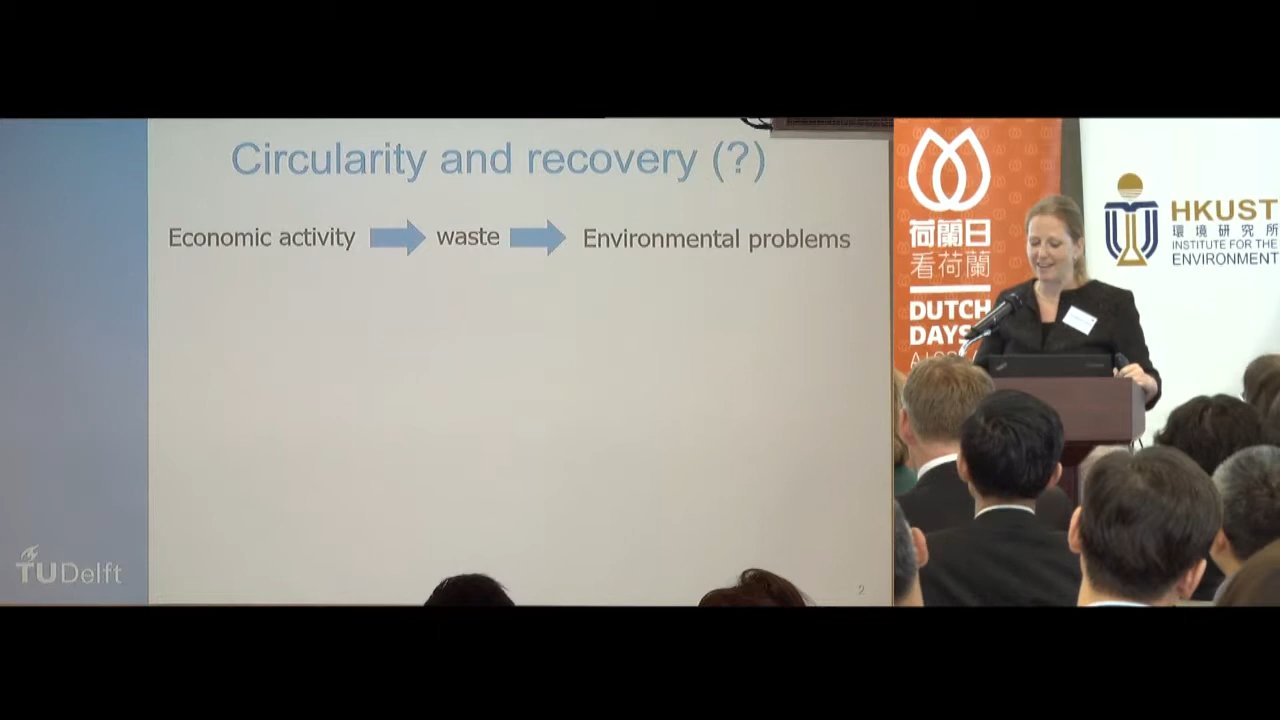 Circularity and recovery (?)
Economic activity
waste
Environmental problems
TUDelft
2
荷蘭日
看荷蘭
DUTCH
DAYS
HKUST
環境研究所
INSTITUTE FOR THE
ENVIRONMENT